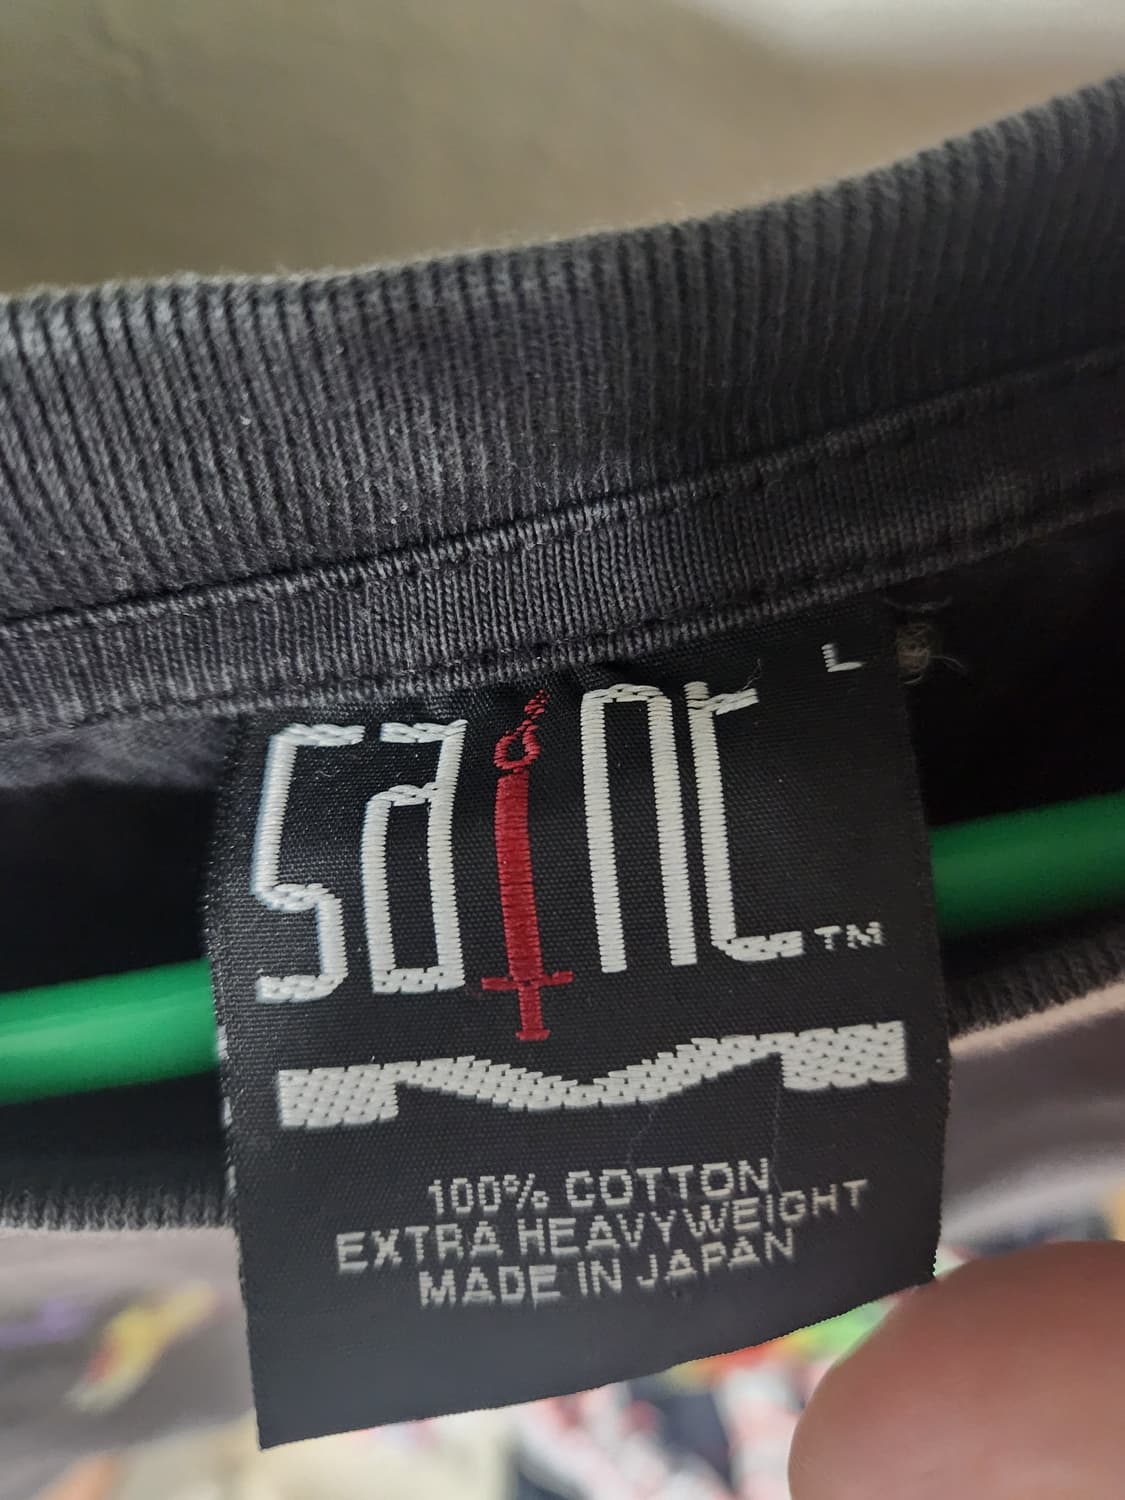 L
SAINT
TM
100% COTTON
EXTRA HEAVYWEIGHT
MADE IN JAPAN